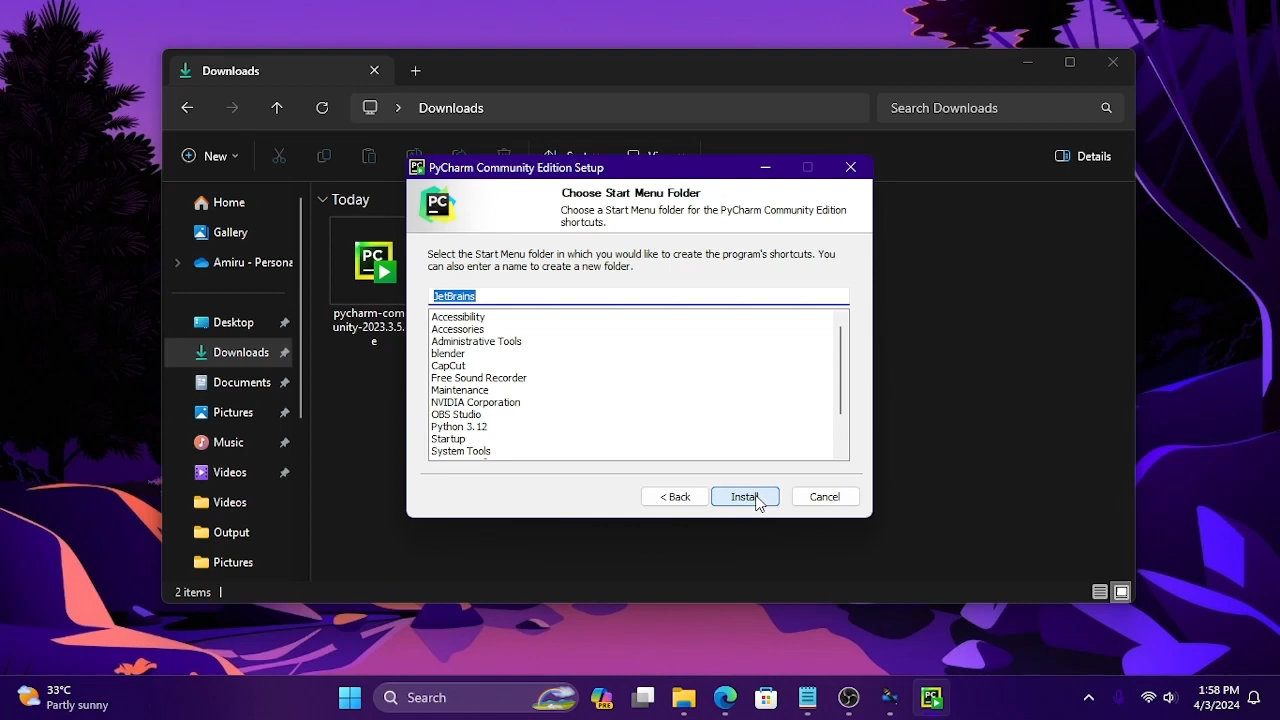 Downloads
Downloads
Search Downloads
New
Details
Home
Gallery
Amiru - Persona
Desktop
Downloads
Documents
Pictures
Music
Videos
Videos
Output
Pictures
Today
PC
pycharm-com
unity-2023.3.5.
e
PC PyCharm Community Edition Setup
PC
Choose Start Menu Folder
Choose a Start Menu folder for the PyCharm Community Edition
shortcuts.
Select the Start Menu folder in which you would like to create the program's shortcuts. You
can also enter a name to create a new folder.
JetBrains
Accessibility
Accessories
Administrative Tools
blender
CapCut
Free Sound Recorder
Maintenance
NVIDIA Corporation
OBS Studio
Python 3.12
Startup
System Tools
< Back
Install
Cancel
2 items
33°C
Partly sunny
Search
PRE
PC
1:58 PM
4/3/2024